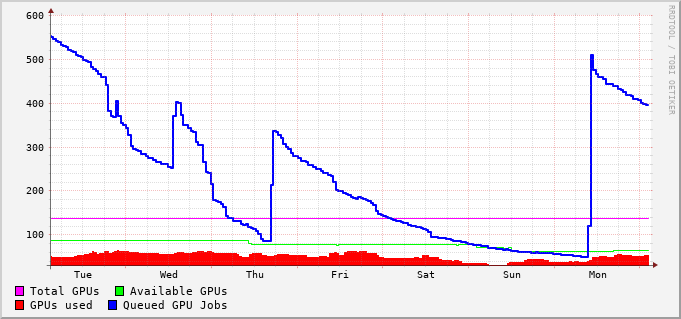 600
500
400
300
200
100
Tue Wed Thu Fri Sat Sun Mon
Total GPUs Available GPUs
GPUs used Queued GPU Jobs
RRDTOOL / TOBI OETIKER